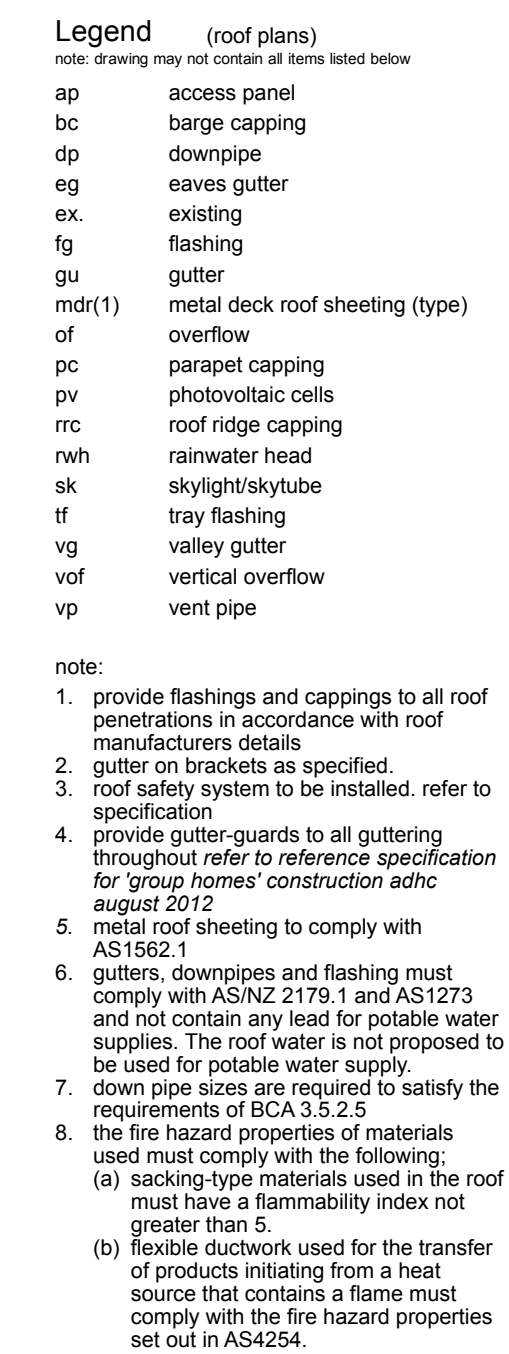 Legend (roof plans)
note: drawing may not contain all items listed below
ap access panel
bc barge capping
dp downpipe
eg eaves gutter
ex. existing
fg flashing
gu gutter
mdr(1) metal deck roof sheeting (type)
of overflow
pc parapet capping
pv photovoltaic cells
rrc roof ridge capping
rwh rainwater head
sk skylight/skytube
tf tray flashing
vg valley gutter
vof vertical overflow
vp vent pipe
note:
1. provide flashings and cappings to all roof
penetrations in accordance with roof
manufacturers details
2. gutter on brackets as specified.
3. roof safety system to be installed. refer to
specification
4. provide gutter-guards to all guttering
throughout refer to reference specification
for 'group homes' construction adhc
august 2012
5. metal roof sheeting to comply with
AS1562.1
6. gutters, downpipes and flashing must
comply with AS/NZ 2179.1 and AS1273
and not contain any lead for potable water
supplies. The roof water is not proposed to
be used for potable water supply.
7. down pipe sizes are required to satisfy the
requirements of BCA 3.5.2.5
8. the fire hazard properties of materials
used must comply with the following;
(a) sacking-type materials used in the roof
must have a flammability index not
greater than 5.
(b) flexible ductwork used for the transfer
of products initiating from a heat
source that contains a flame must
comply with the fire hazard properties
set out in AS4254.